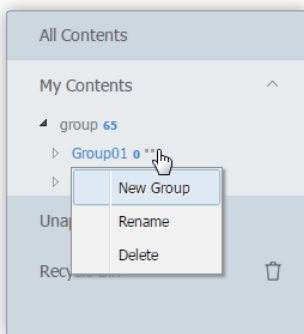 All Contents
My Contents
group 65
Group01 0
New Group
Rename
Delete